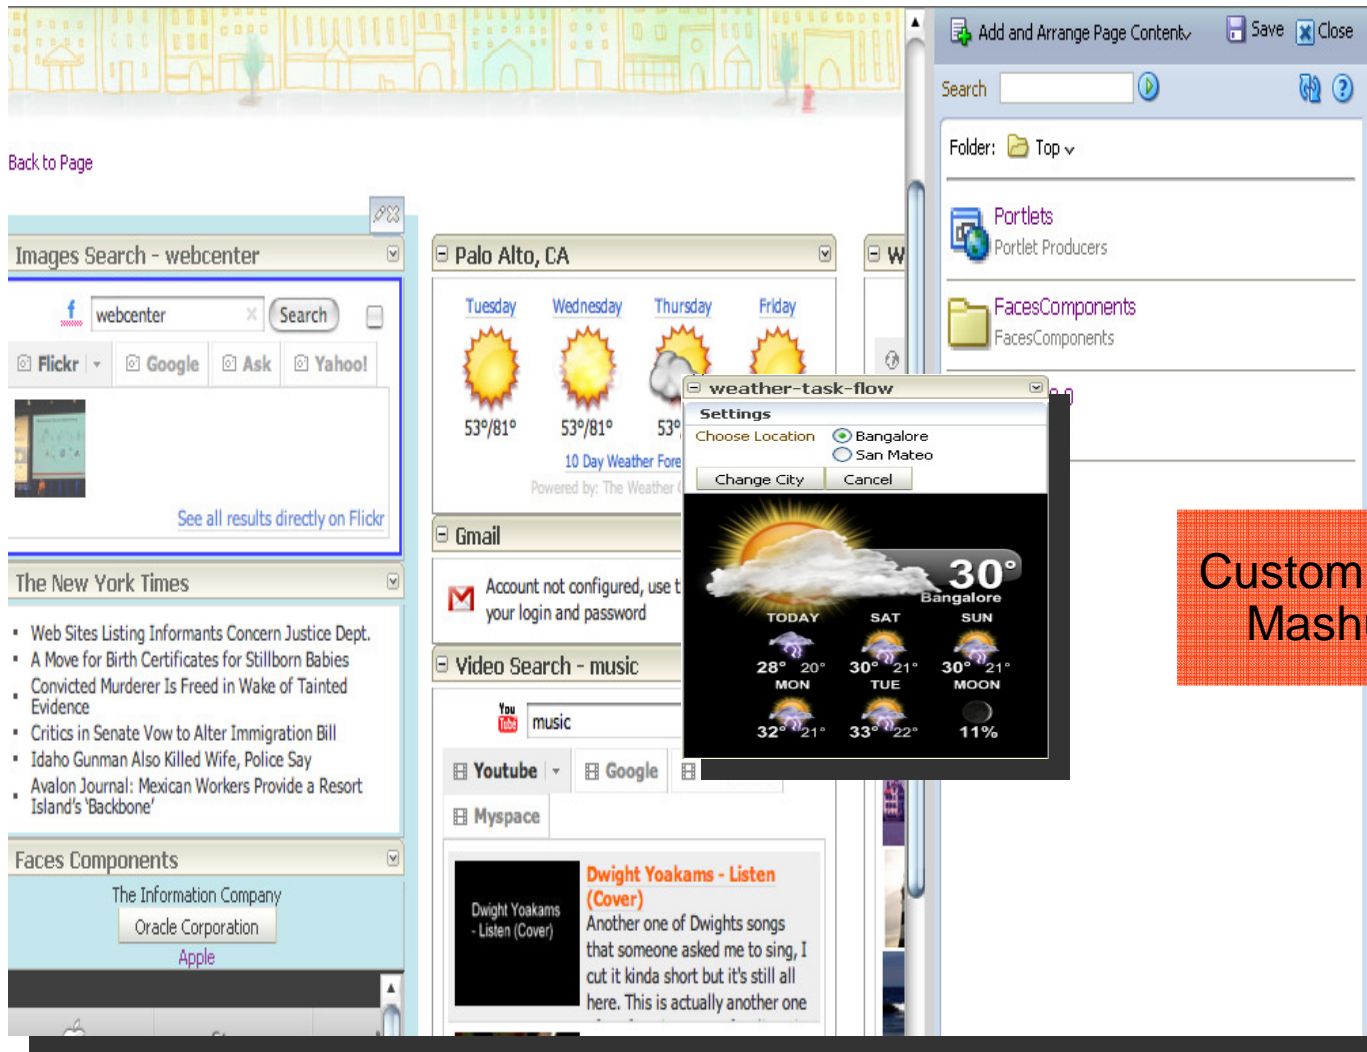 Add and Arrange Page Content
Save
Close
Search
Back to Page
Folder: Top
Portlets
Portlet Producers
FacesComponents
FacesComponents
Images Search - webcenter
f webcenter Search
Flickr Google Ask Yahoo!
See all results directly on Flickr
The New York Times
Web Sites Listing Informants Concern Justice Dept.
A Move for Birth Certificates for Stillborn Babies
Convicted Murderer Is Freed in Wake of Tainted
Evidence
Critics in Senate Vow to Alter Immigration Bill
Idaho Gunman Also Killed Wife, Police Say
Avalon Journal: Mexican Workers Provide a Resort
Island's 'Backbone'
Faces Components
The Information Company
Oracle Corporation
Apple
Palo Alto, CA
Tuesday Wednesday Thursday Friday
53°/81° 53°/81° 53°
10 Day Weather Fore
Powered by: The Weather
Gmail
Account not configured, use t
your login and password
Video Search - music
You
Tube music
Youtube Google
Myspace
Dwight Yoakams
- Listen (Cover)
Dwight Yoakams - Listen
(Cover)
Another one of Dwights songs
that someone asked me to sing, I
cut it kinda short but it's still all
here. This is actually another one
W
weather-task-flow
Settings
Choose Location Bangalore
San Mateo
Change City Cancel
30°
Bangalore
TODAY SAT SUN
28° 20° 30° 21° 30° 21°
MON TUE MOON
32° 21° 33° 22° 11%
Custom
Mash